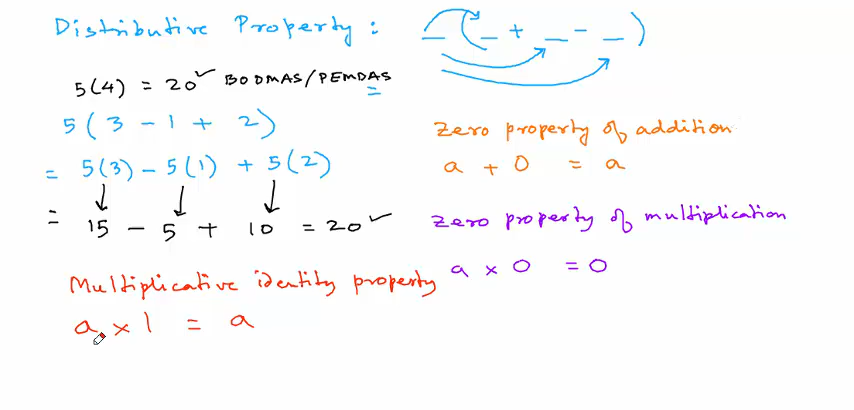 Distributive Property : _ ( _ + _ - _ )
5(4) = 20 ✓ BODMAS/PEMDAS
5( 3 - 1 + 2)
= 5(3) - 5(1) + 5(2)
= 15 - 5 + 10 = 20 ✓
Multiplicative identity property
a × 1 = a
Zero property of addition
a + 0 = a
Zero property of multiplication
a × 0 = 0